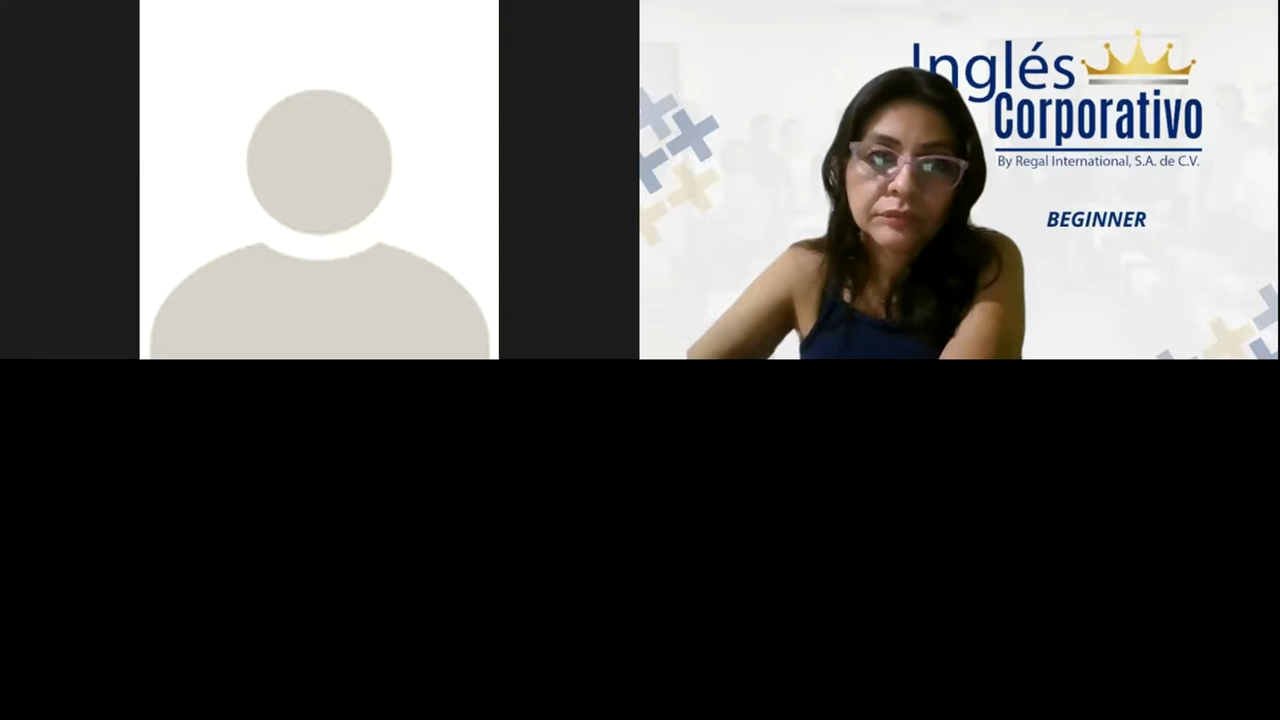 Inglés
Corporativo
By Regal International, S.A. de C.V.
BEGINNER